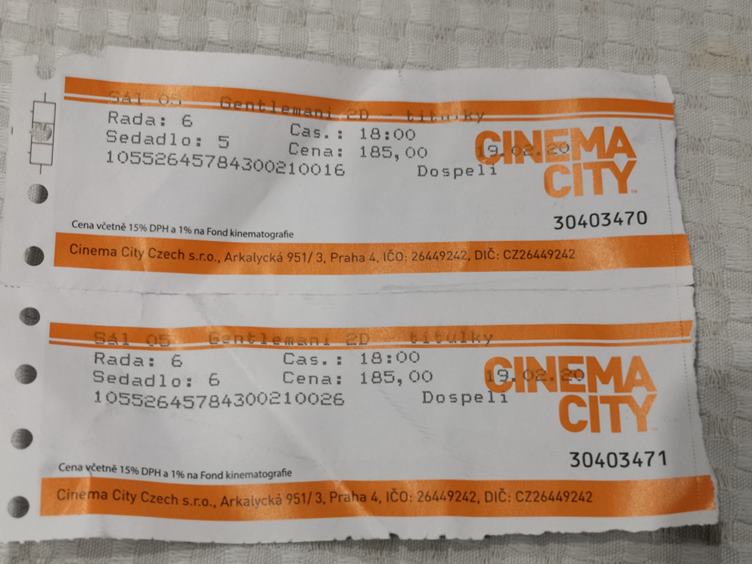 Sál 05 Gentlemani 2D - titulky
Rada: 6 Cas.: 18:00
Sedadlo: 5 Cena: 185,00 19.02.20
10552645784300210016 Dospeli
CINEMA
CITY
30403470
Cena včetně 15% DPH a 1% na Fond kinematografie
Cinema City Czech s.r.o., Arkalycká 951/ 3, Praha 4, IČO: 26449242, DIČ: CZ26449242
Sál 05 Gentlemani 2D - titulky
Rada: 6 Cas.: 18:00
Sedadlo: 6 Cena: 185,00 19.02.20
10552645784300210026 Dospeli
CINEMA
CITY
30403471
Cena včetně 15% DPH a 1% na Fond kinematografie
Cinema City Czech s.r.o., Arkalycká 951/ 3, Praha 4, IČO: 26449242, DIČ: CZ26449242